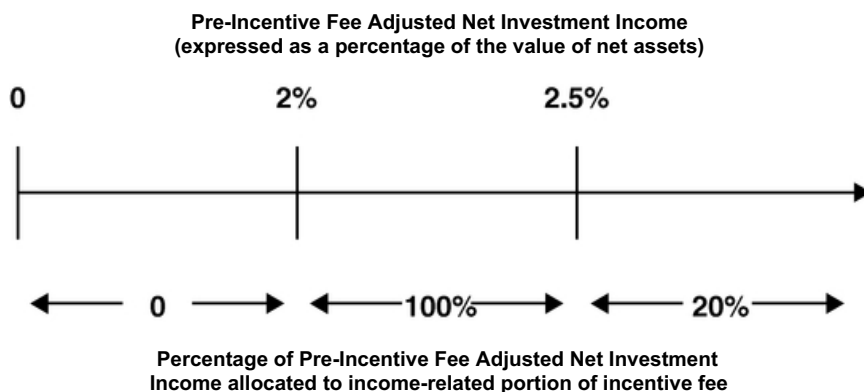 Pre-Incentive Fee Adjusted Net Investment Income
(expressed as a percentage of the value of net assets)
0 2% 2.5%
0 100% 20%
Percentage of Pre-Incentive Fee Adjusted Net Investment
Income allocated to income-related portion of incentive fee